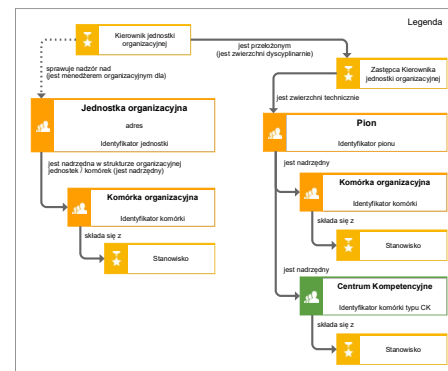 Legenda
Kierownik jednostki
organizacyjnej
jest przełożonym
(jest zwierzchni dyscyplinarnie)
sprawuje nadzór nad
(jest menedżerem organizacyjnym dla)
Zastępca Kierownika
jednostki organizacyjnej
jest zwierzchni technicznie
Jednostka organizacyjna
adres
Identyfikator jednostki
Pion
Identyfikator pionu
jest nadrzędna w strukturze organizacyjnej
jednostek / komórek (jest nadrzędny)
jest nadrzędny
Komórka organizacyjna
Identyfikator komórki
Komórka organizacyjna
Identyfikator komórki
składa się z
Stanowisko
składa się z
Stanowisko
jest nadrzędny
Centrum Kompetencyjne
Identyfikator komórki typu CK
składa się z
Stanowisko